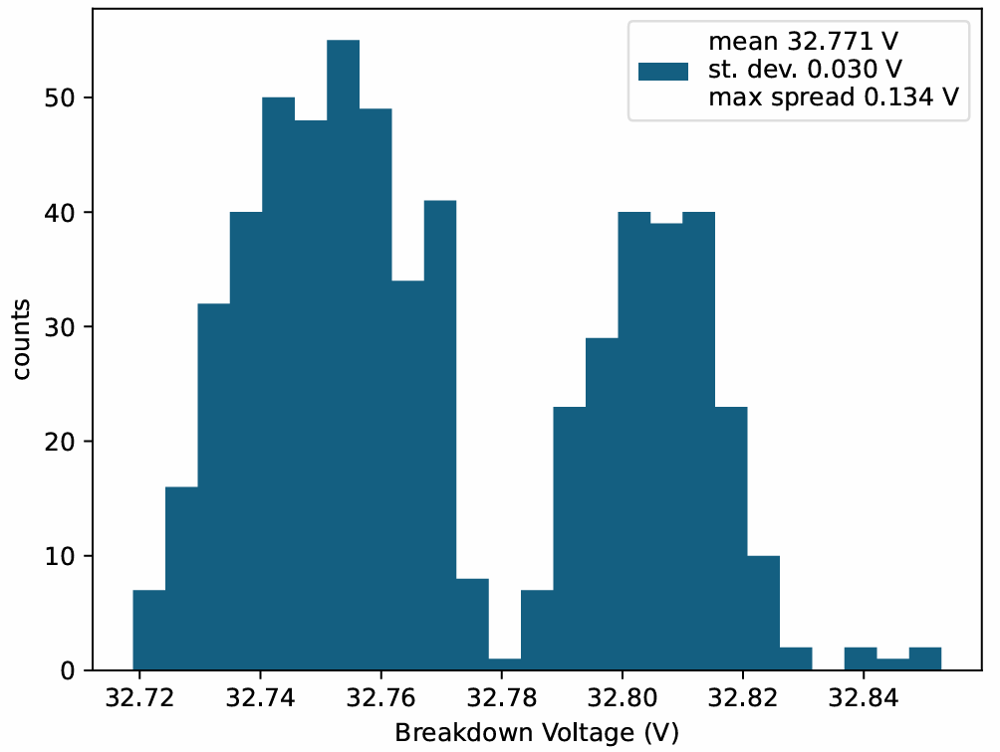 mean 32.771 V
st. dev. 0.030 V
max spread 0.134 V
50
40
30
20
10
0
counts
32.72 32.74 32.76 32.78 32.80 32.82 32.84
Breakdown Voltage (V)